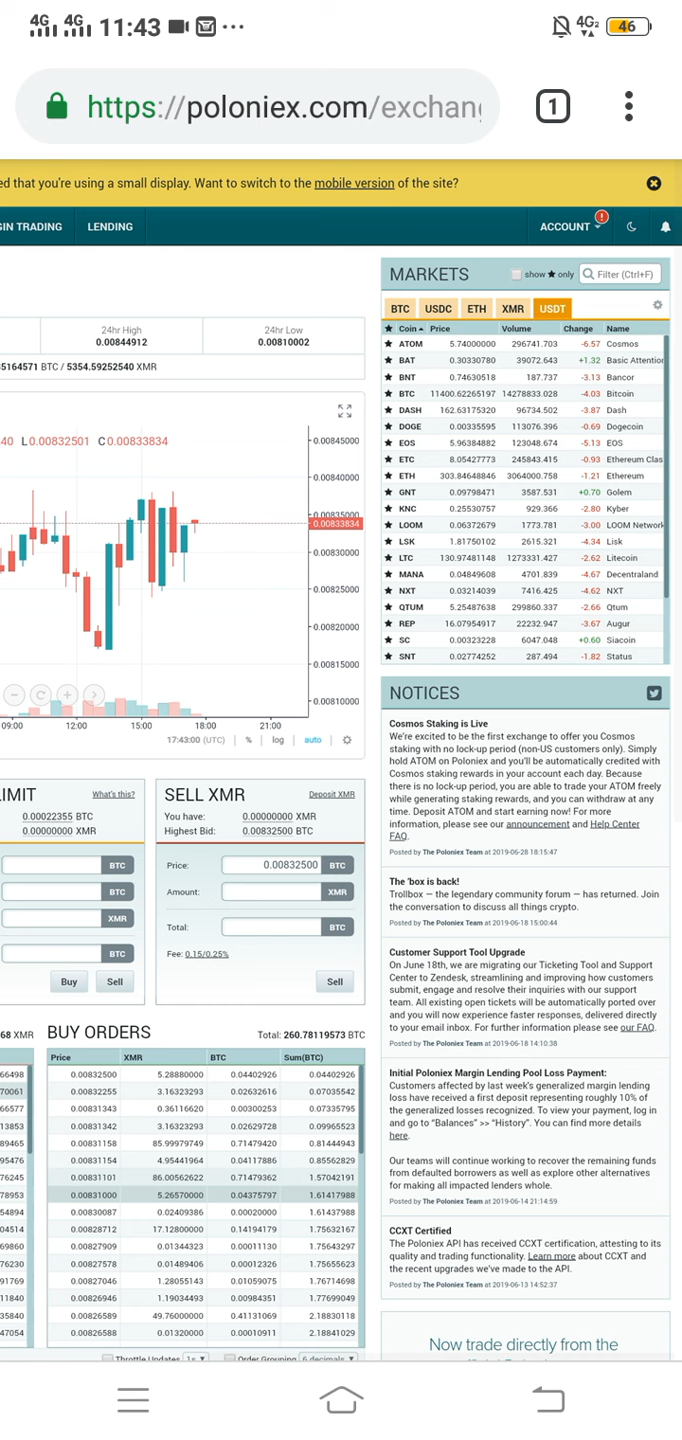 4G 4G 11:43 ··· 4G2 46
https://poloniex.com/exchan
1
ed that you're using a small display. Want to switch to the mobile version of the site?
GIN TRADING LENDING ACCOUNT
MARKETS show ★ only Filter (Ctrl+F)
BTC USDC ETH XMR USDT
★ Coin Price Volume Change Name
★ ATOM 5.74000000 296741.703 -6.57 Cosmos
★ BAT 0.30330780 39072.643 +1.32 Basic Attention
★ BNT 0.74630518 187.737 -3.13 Bancor
★ BTC 11400.62265197 14278833.028 -4.03 Bitcoin
★ DASH 162.63175320 96734.502 -3.87 Dash
★ DOGE 0.00335595 113076.396 -0.69 Dogecoin
★ EOS 5.96384882 123048.674 -5.13 EOS
★ ETC 8.05427773 245843.415 -0.93 Ethereum Clas
★ ETH 303.84648846 3064000.758 -1.21 Ethereum
★ GNT 0.09798471 3587.531 +0.70 Golem
★ KNC 0.25530757 929.366 -2.80 Kyber
★ LOOM 0.06372679 1773.781 -3.00 LOOM Network
★ LSK 1.81750102 2615.321 -4.34 Lisk
★ LTC 130.97481148 1273331.427 -2.62 Litecoin
★ MANA 0.04849608 4701.839 -4.67 Decentraland
★ NXT 0.03214039 7416.425 -4.62 NXT
★ QTUM 5.25487638 299860.337 -2.66 Qtum
★ REP 16.07954917 22232.947 -3.67 Augur
★ SC 0.00323228 6047.048 +0.60 Siacoin
★ SNT 0.02774252 287.494 -1.82 Status
24hr High 24hr Low
0.00844912 0.00810002
35164571 BTC / 5354.59252540 XMR
40 L0.00832501 C0.00833834
0.00845000
0.00840000
0.00835000
0.00833834
0.00830000
0.00825000
0.00820000
0.00815000
0.00810000
09:00 12:00 15:00 18:00 21:00
17:43:00 (UTC) % log auto
NOTICES
Cosmos Staking is Live
We're excited to be the first exchange to offer you Cosmos
staking with no lock-up period (non-US customers only). Simply
hold ATOM on Poloniex and you'll be automatically credited with
Cosmos staking rewards in your account each day. Because
there is no lock-up period, you are able to trade your ATOM freely
while generating staking rewards, and you can withdraw at any
time. Deposit ATOM and start earning now! For more
information, please see our announcement and Help Center
FAQ.
Posted by The Poloniex Team at 2019-06-28 18:15:47
The 'box is back!
Trollbox — the legendary community forum — has returned. Join
the conversation to discuss all things crypto.
Posted by The Poloniex Team at 2019-06-18 15:00:44
Customer Support Tool Upgrade
On June 18th, we are migrating our Ticketing Tool and Support
Center to Zendesk, streamlining and improving how customers
submit, engage and resolve their inquiries with our support
team. All existing open tickets will be automatically ported over
and you will now experience faster responses, delivered directly
to your email inbox. For further information please see our FAQ.
Posted by The Poloniex Team at 2019-06-18 14:10:38
Initial Poloniex Margin Lending Pool Loss Payment:
Customers affected by last week's generalized margin lending
loss have received a first deposit representing roughly 10% of
the generalized losses recognized. To view your payment, log in
and go to “Balances” >> “History”. You can find more details
here.
Our teams will continue working to recover the remaining funds
from defaulted borrowers as well as explore other alternatives
for making all impacted lenders whole.
Posted by The Poloniex Team at 2019-06-14 21:14:59
CCXT Certified
The Poloniex API has received CCXT certification, attesting to its
quality and trading functionality. Learn more about CCXT and
the recent upgrades we've made to the API.
Posted by The Poloniex Team at 2019-06-13 14:52:37
Now trade directly from the
IMIT What's this?
0.00022355 BTC
0.00000000 XMR
BTC
BTC
XMR
BTC
Buy Sell
SELL XMR Deposit XMR
You have: 0.00000000 XMR
Highest Bid: 0.00832500 BTC
Price: 0.00832500 BTC
Amount: XMR
Total: BTC
Fee: 0.15/0.25%
Sell
68 XMR
66498
70061
66577
13853
89465
95476
76245
78953
54894
04514
69860
76230
91769
11840
35840
47054
BUY ORDERS Total: 260.78119573 BTC
Price XMR BTC Sum(BTC)
0.00832500 5.28880000 0.04402926 0.04402926
0.00832255 3.16323293 0.02632616 0.07035542
0.00831343 0.36116620 0.00300253 0.07335795
0.00831342 3.16323293 0.02629728 0.09965523
0.00831158 85.99979749 0.71479420 0.81444943
0.00831154 4.95441964 0.04117886 0.85562829
0.00831101 86.00562622 0.71479362 1.57042191
0.00831000 5.26570000 0.04375797 1.61417988
0.00830087 0.02409386 0.00020000 1.61437988
0.00828712 17.12800000 0.14194179 1.75632167
0.00827909 0.01344323 0.00011130 1.75643297
0.00827578 0.01489406 0.00012326 1.75655623
0.00827046 1.28055143 0.01059075 1.76714698
0.00826946 1.19034493 0.00984351 1.77699049
0.00826589 49.76000000 0.41131069 2.18830118
0.00826588 0.01320000 0.00010911 2.18841029
Throttle Updates 1s Order Grouping 6 decimals